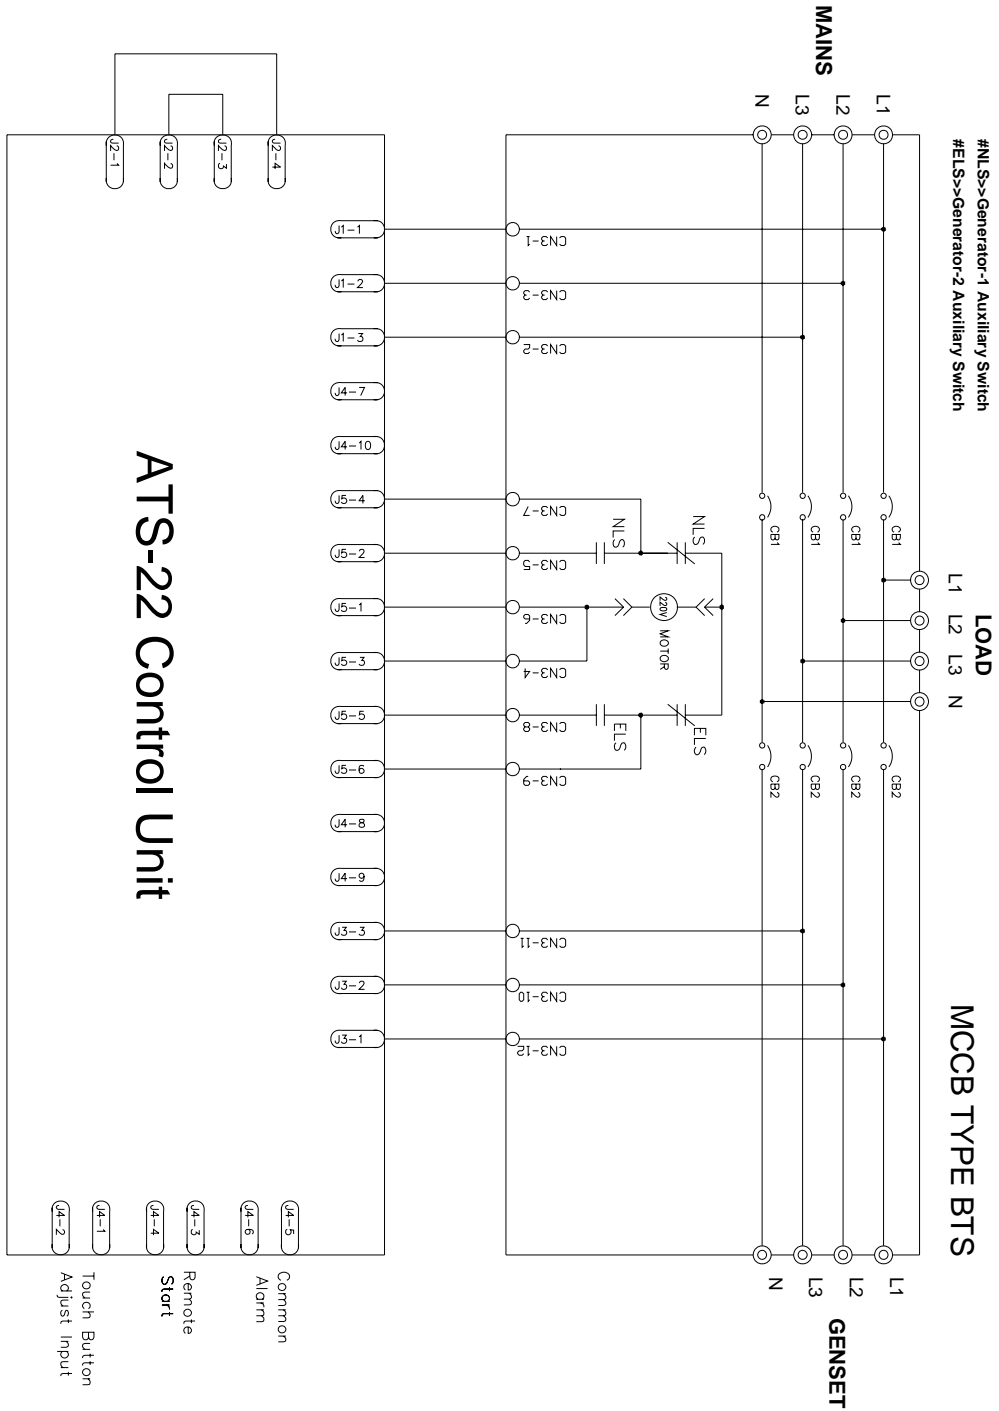 MCCB TYPE BTS
#NLS>>Generator-1 Auxiliary Switch
#ELS>>Generator-2 Auxiliary Switch
MAINS
L1
L2
L3
N
LOAD
L1
L2
L3
N
GENSET
L1
L2
L3
N
CB1
CB1
CB1
CB1
CB2
CB2
CB2
CB2
NLS
NLS
220V
MOTOR
ELS
ELS
CN3-1
CN3-3
CN3-2
CN3-7
CN3-5
CN3-6
CN3-4
CN3-8
CN3-9
CN3-11
CN3-10
CN3-12
J1-1
J1-2
J1-3
J4-7
J4-10
J5-4
J5-2
J5-1
J5-3
J5-5
J5-6
J4-8
J4-9
J3-3
J3-2
J3-1
J2-4
J2-3
J2-2
J2-1
ATS-22 Control Unit
J4-5
J4-6
J4-3
J4-4
J4-1
J4-2
Common
Alarm
Remote
Start
Touch Button
Adjust Input